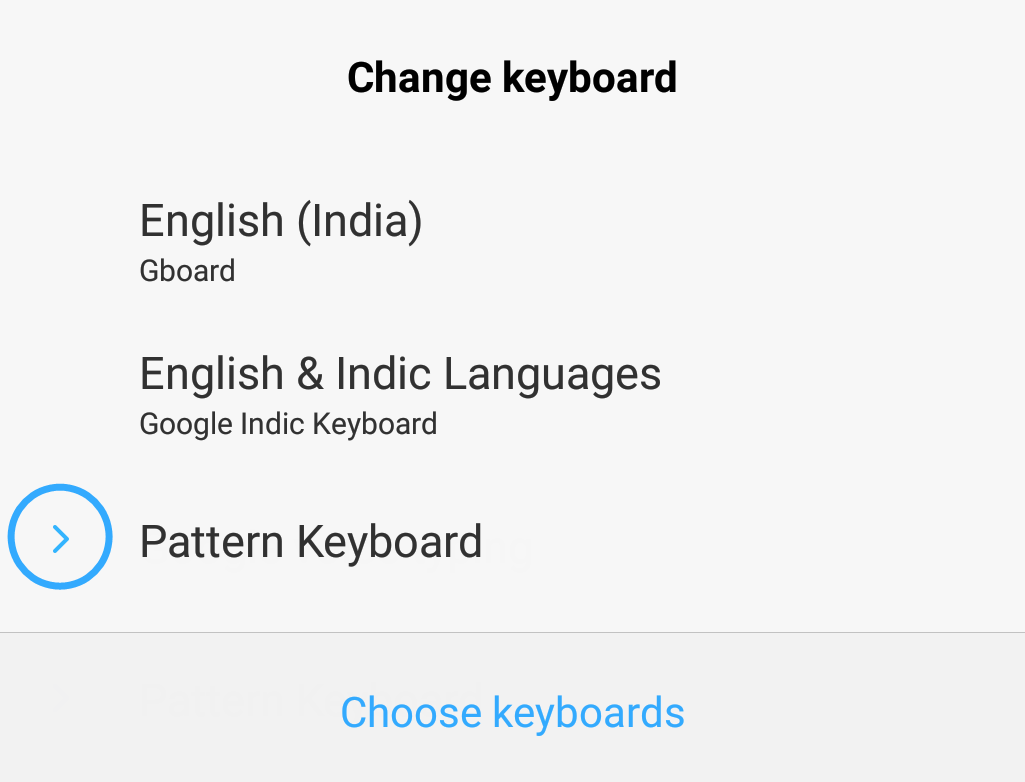 Change keyboard
English (India)
Gboard
English & Indic Languages
Google Indic Keyboard
Pattern Keyboard
Choose keyboards